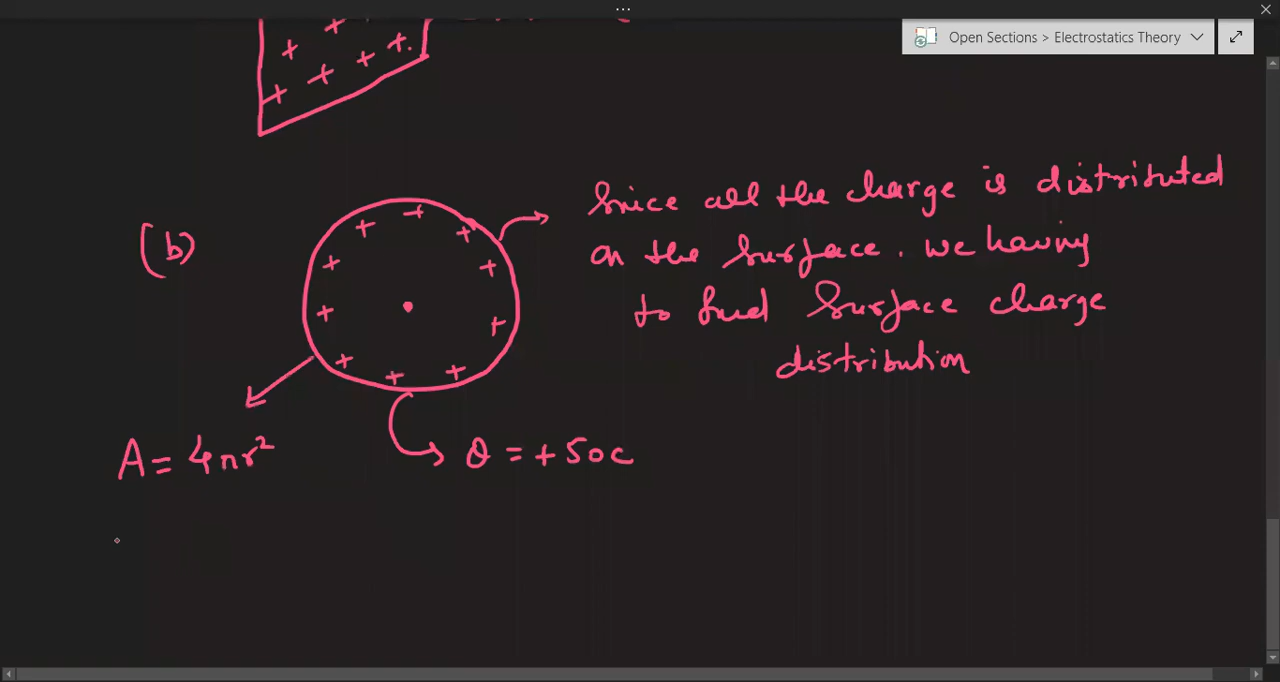 Open Sections > Electrostatics Theory
(b)
Since all the charge is distributed
on the surface. we having
to find surface charge
distribution
A = 4πr²
Q = +50C